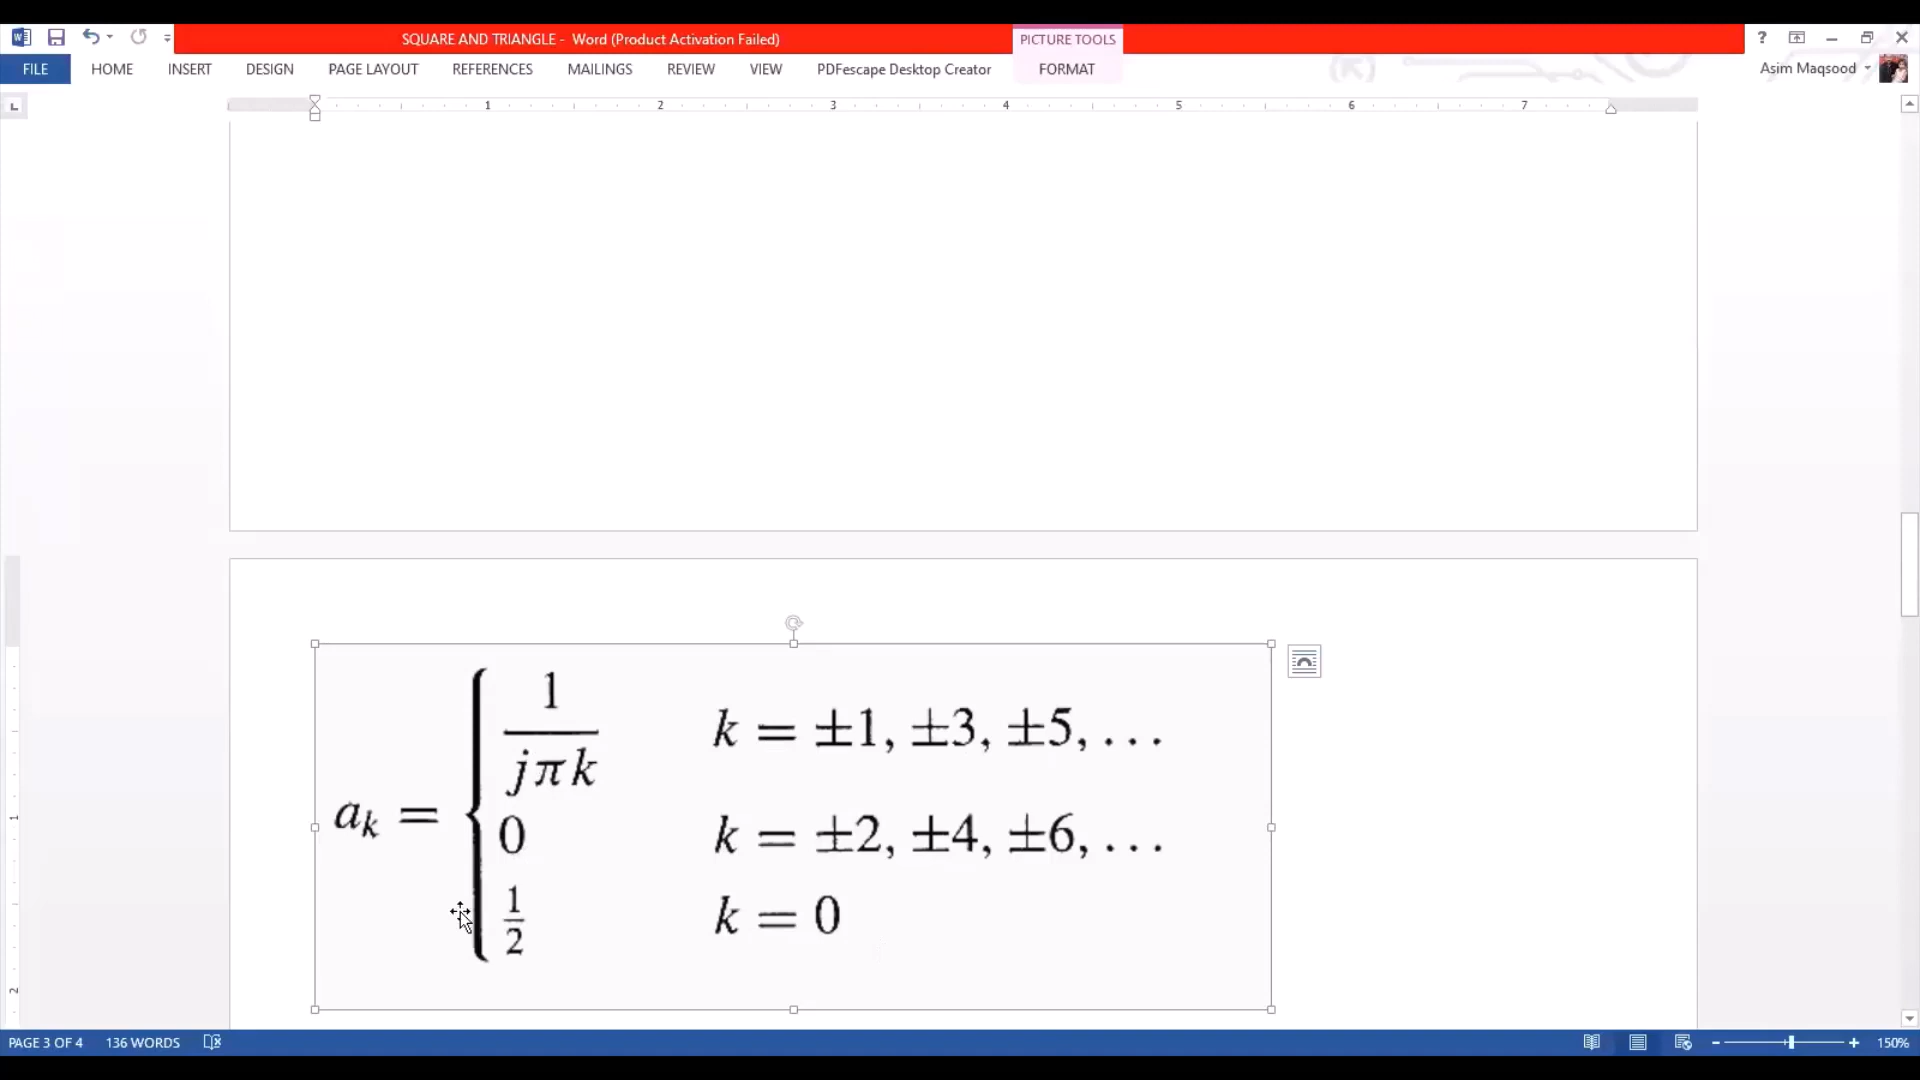 SQUARE AND TRIANGLE - Word (Product Activation Failed)
PICTURE TOOLS
?
FILE HOME INSERT DESIGN PAGE LAYOUT REFERENCES MAILINGS REVIEW VIEW PDFescape Desktop Creator FORMAT
Asim Maqsood
L
1 2 3 4 5 6 7
a_k = { 1/(jπk) k = ±1, ±3, ±5, ...
0 k = ±2, ±4, ±6, ...
1/2 k = 0
1
2
PAGE 3 OF 4 136 WORDS 150%